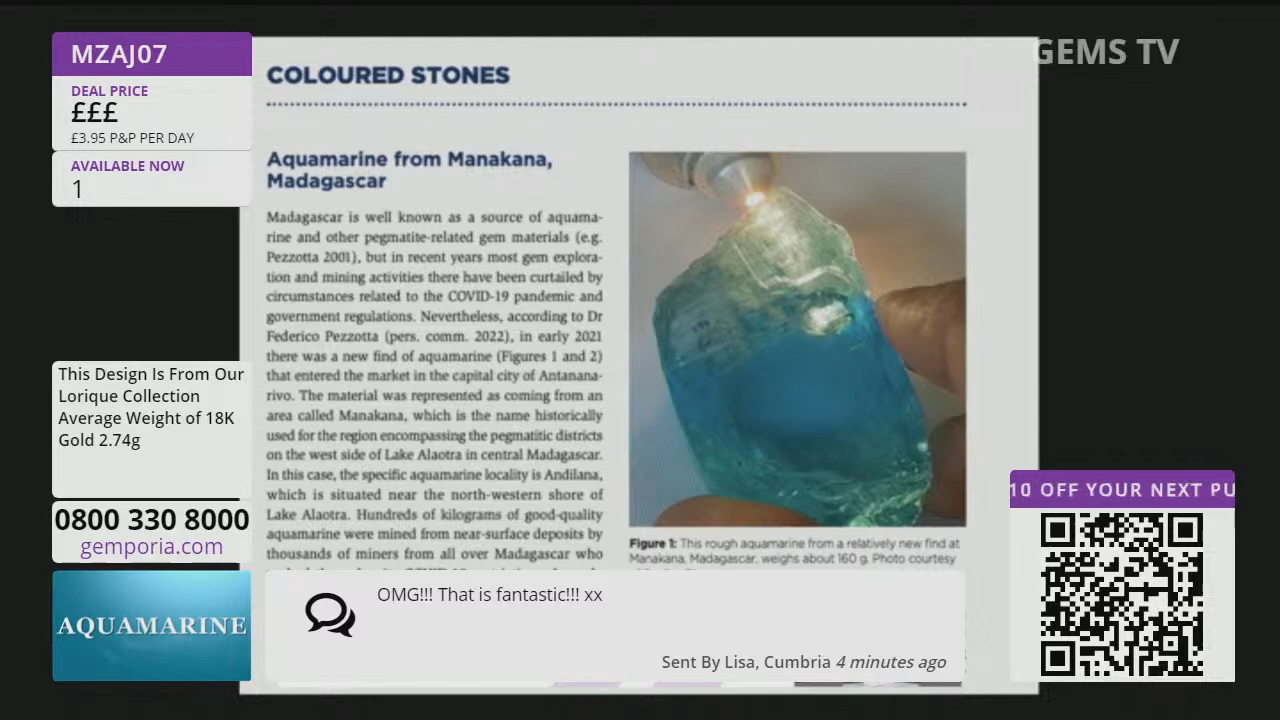 MZAJ07
DEAL PRICE
£££
£3.95 P&P PER DAY
AVAILABLE NOW
1
This Design Is From Our
Lorique Collection
Average Weight of 18K
Gold 2.74g
0800 330 8000
gemporia.com
AQUAMARINE
GEMS TV
COLOURED STONES
Aquamarine from Manakana,
Madagascar
Madagascar is well known as a source of aquama-
rine and other pegmatite-related gem materials (e.g.
Pezzotta 2001), but in recent years most gem explora-
tion and mining activities there have been curtailed by
circumstances related to the COVID-19 pandemic and
government regulations. Nevertheless, according to Dr
Federico Pezzotta (pers. comm. 2022), in early 2021
there was a new find of aquamarine (Figures 1 and 2)
that entered the market in the capital city of Antanana-
rivo. The material was represented as coming from an
area called Manakana, which is the name historically
used for the region encompassing the pegmatitic districts
on the west side of Lake Alaotra in central Madagascar.
In this case, the specific aquamarine locality is Andilana,
which is situated near the north-western shore of
Lake Alaotra. Hundreds of kilograms of good-quality
aquamarine were mined from near-surface deposits by
thousands of miners from all over Madagascar who
Figure 1: This rough aquamarine from a relatively new find at
Manakana, Madagascar, weighs about 160 g. Photo courtesy
OMG!!! That is fantastic!!! xx
Sent By Lisa, Cumbria 4 minutes ago
10 OFF YOUR NEXT PU